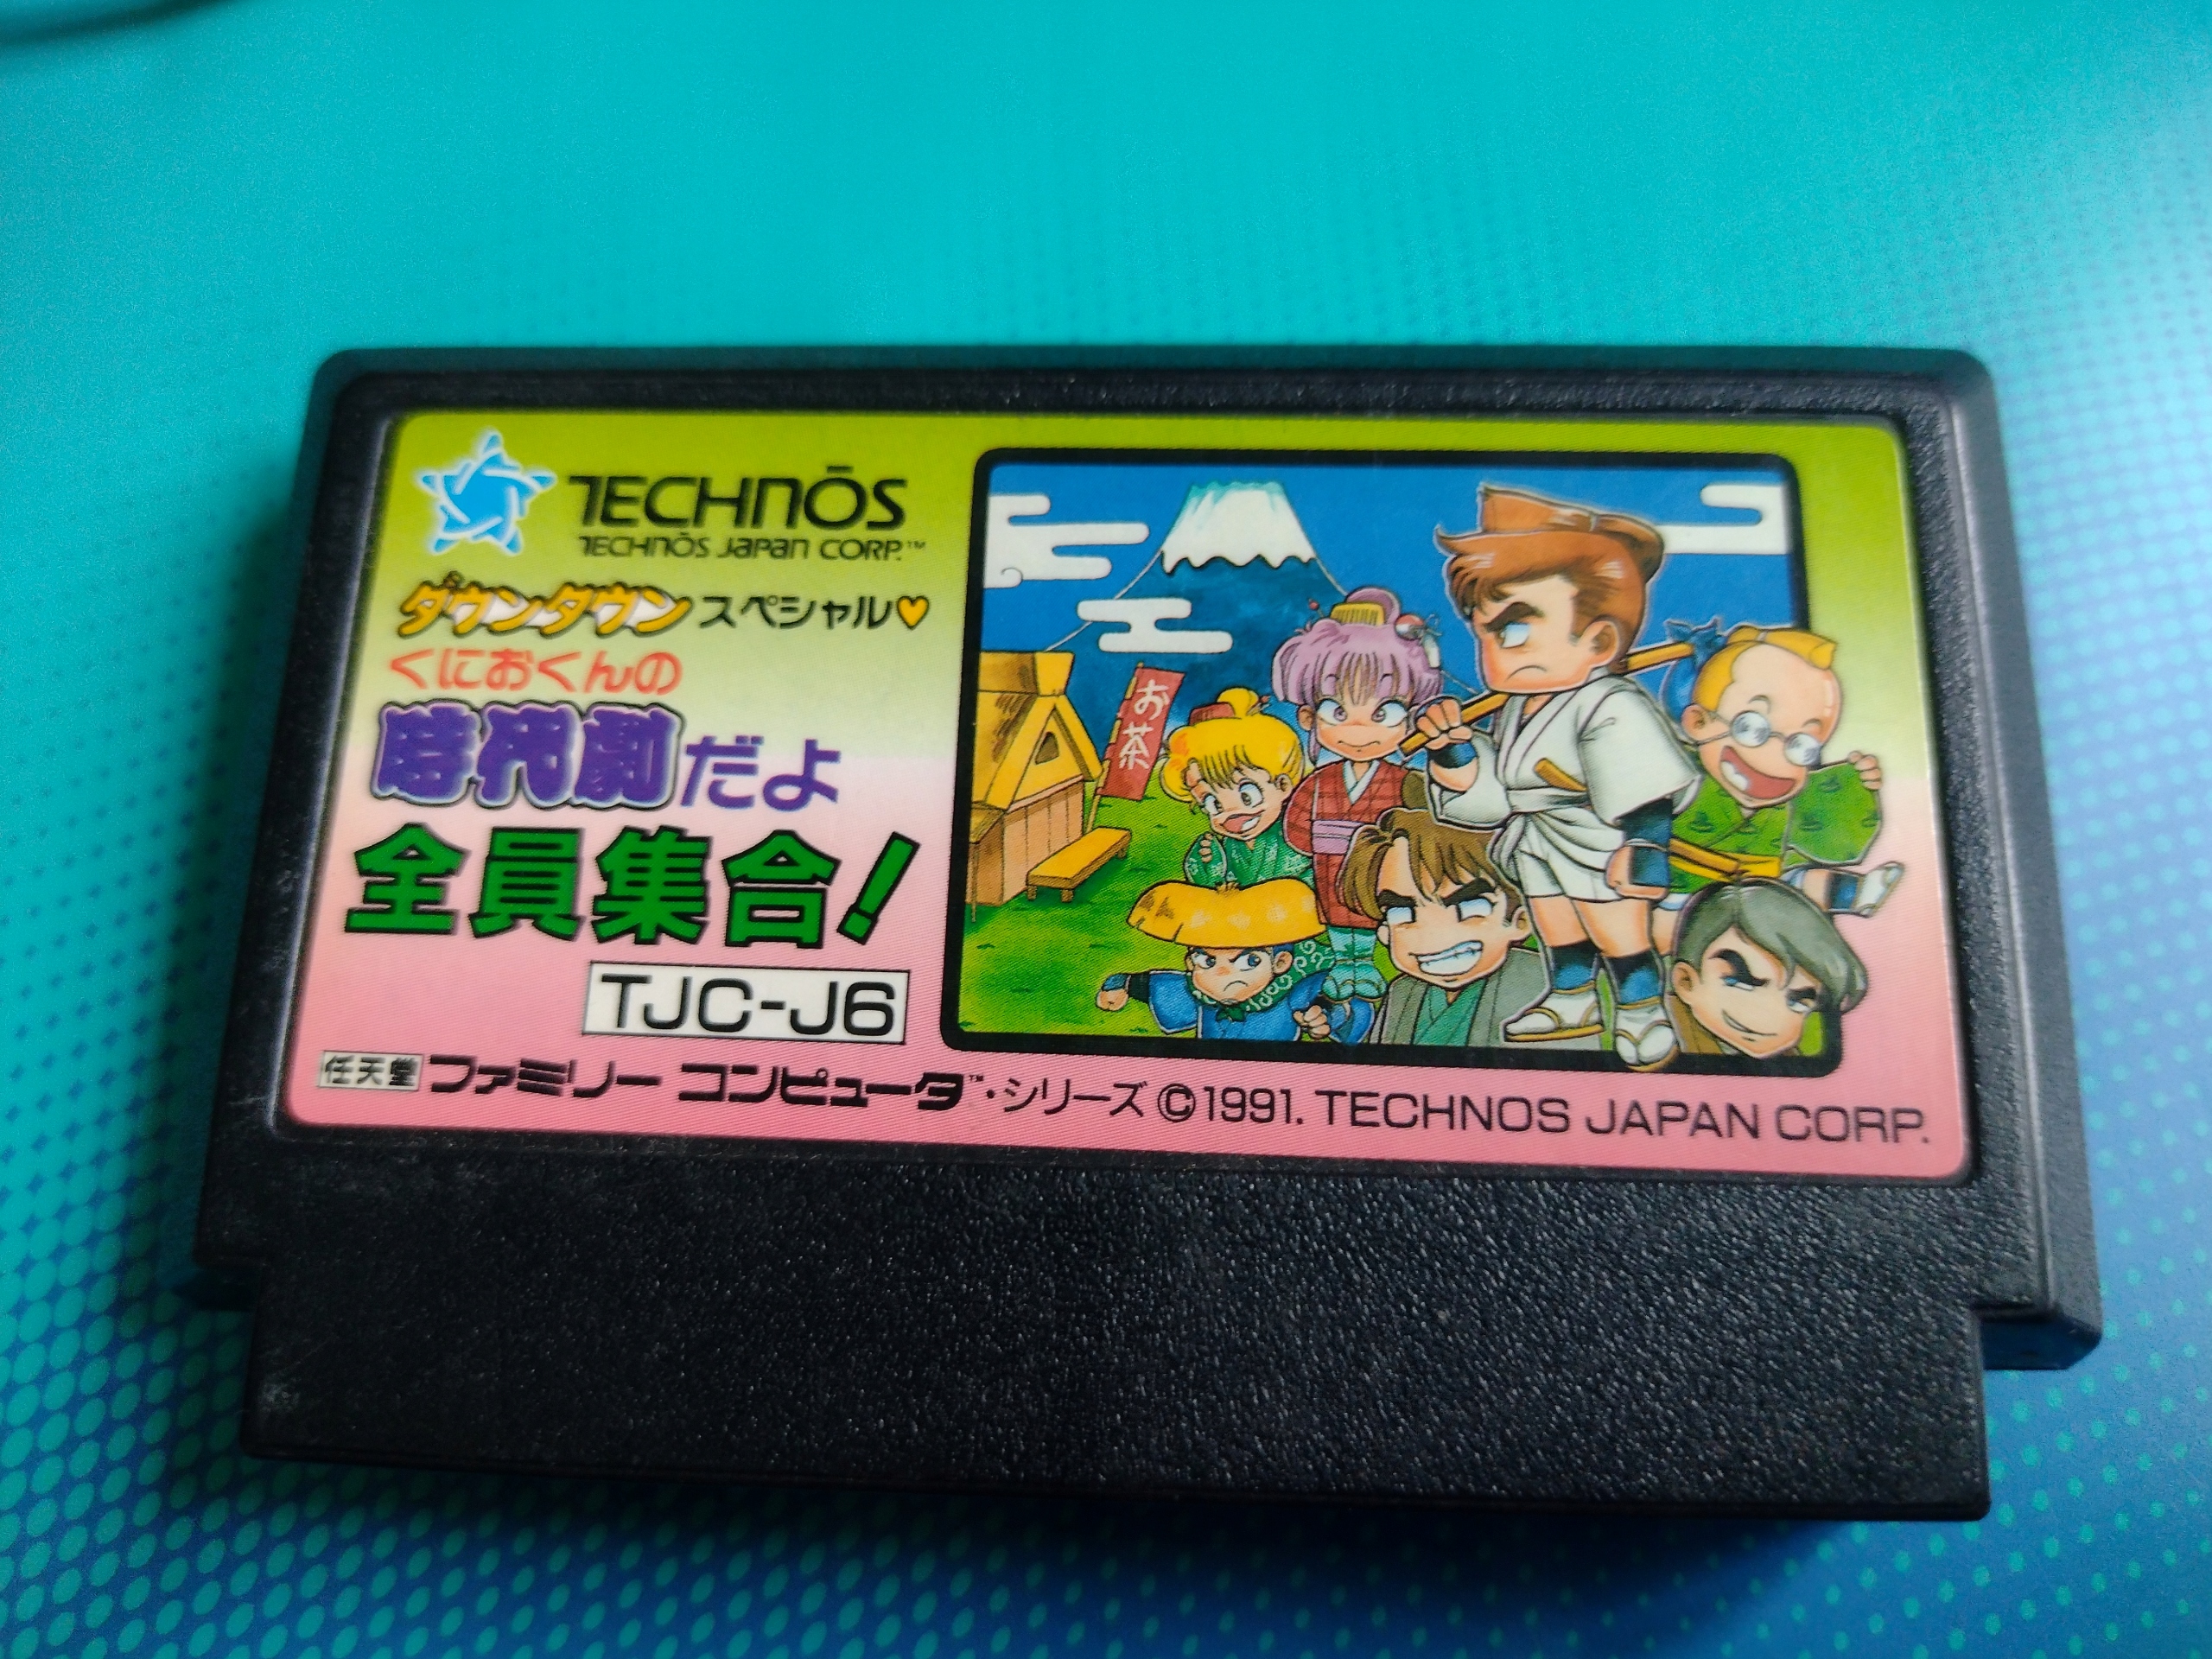 TECHNŌS
TECHNŌS JAPAN CORP.™
ダウンタウンスペシャル♥
くにおくんの
時代劇だよ
全員集合!
TJC-J6
任天堂 ファミリー コンピュータ™・シリーズ ©1991. TECHNOS JAPAN CORP.
お茶